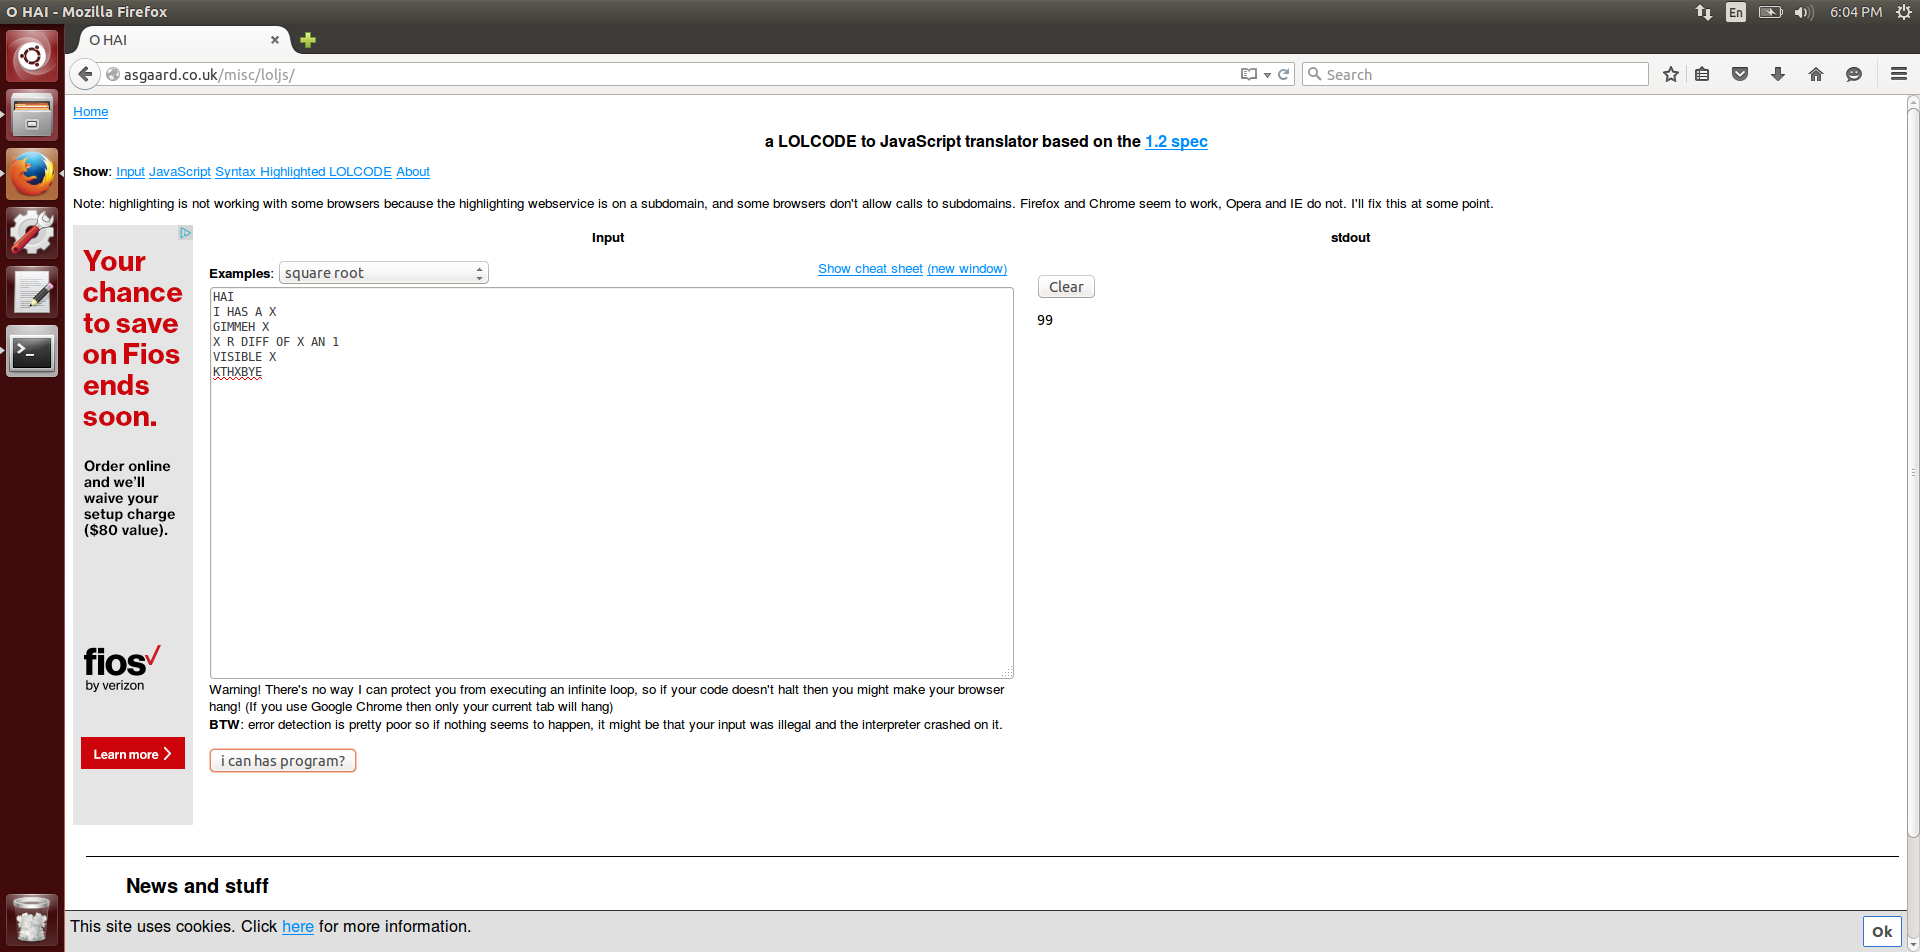 O HAI - Mozilla Firefox
En
6:04 PM
O HAI
asgaard.co.uk/misc/loljs/
Search
Home
a LOLCODE to JavaScript translator based on the 1.2 spec
Show: Input JavaScript Syntax Highlighted LOLCODE About
Note: highlighting is not working with some browsers because the highlighting webservice is on a subdomain, and some browsers don't allow calls to subdomains. Firefox and Chrome seem to work, Opera and IE do not. I'll fix this at some point.
Your
chance
to save
on Fios
ends
soon.
Order online
and we'll
waive your
setup charge
($80 value).
fios
by verizon
Learn more
Input
Examples: square root
Show cheat sheet (new window)
HAI
I HAS A X
GIMMEH X
X R DIFF OF X AN 1
VISIBLE X
KTHXBYE
Warning! There's no way I can protect you from executing an infinite loop, so if your code doesn't halt then you might make your browser
hang! (If you use Google Chrome then only your current tab will hang)
BTW: error detection is pretty poor so if nothing seems to happen, it might be that your input was illegal and the interpreter crashed on it.
i can has program?
stdout
Clear
99
News and stuff
This site uses cookies. Click here for more information.
Ok